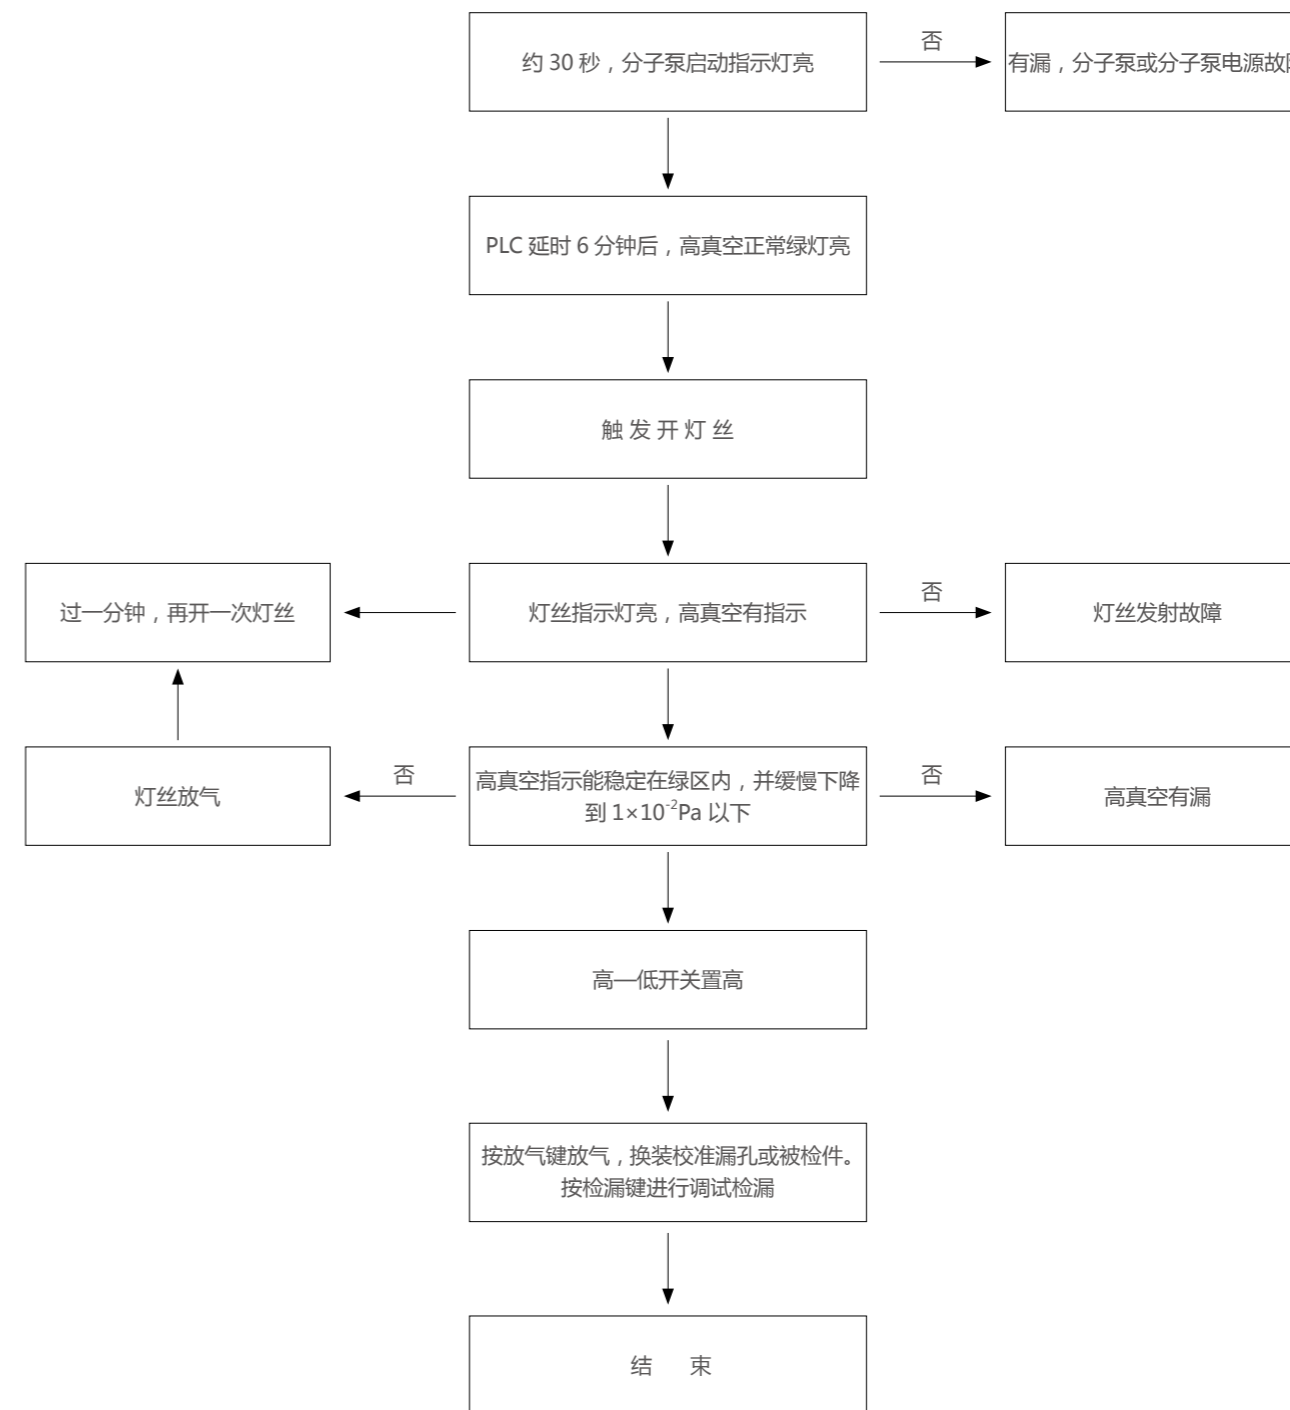 约 30 秒，分子泵启动指示灯亮
否
有漏，分子泵或分子泵电源故
PLC 延时 6 分钟后，高真空正常绿灯亮
触 发 开 灯 丝
过一分钟，再开一次灯丝
灯丝指示灯亮，高真空有指示
否
灯丝发射故障
灯丝放气
否
高真空指示能稳定在绿区内，并缓慢下降
到 1×10⁻²Pa 以下
否
高真空有漏
高—低开关置高
按放气键放气，换装校准漏孔或被检件。
按检漏键进行调试检漏
结 束